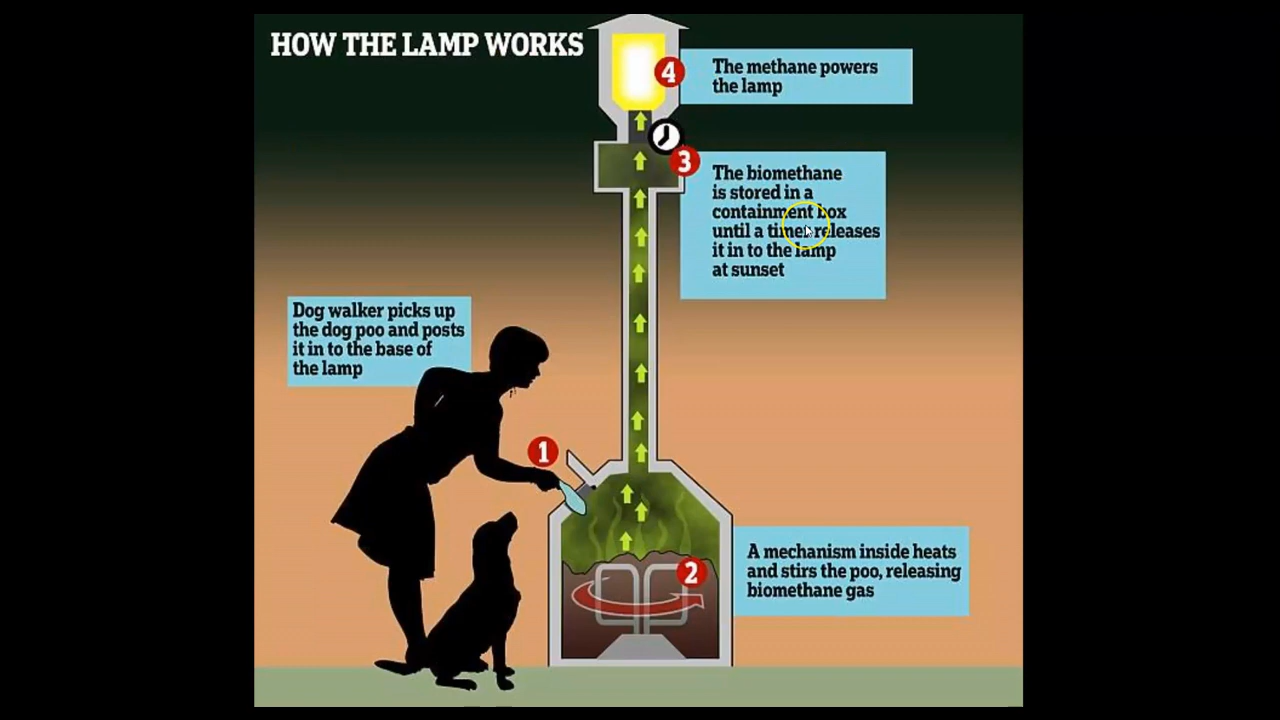 HOW THE LAMP WORKS
4
The methane powers
the lamp
3
The biomethane
is stored in a
containment box
until a timer releases
it in to the lamp
at sunset
Dog walker picks up
the dog poo and posts
it in to the base of
the lamp
1
2
A mechanism inside heats
and stirs the poo, releasing
biomethane gas